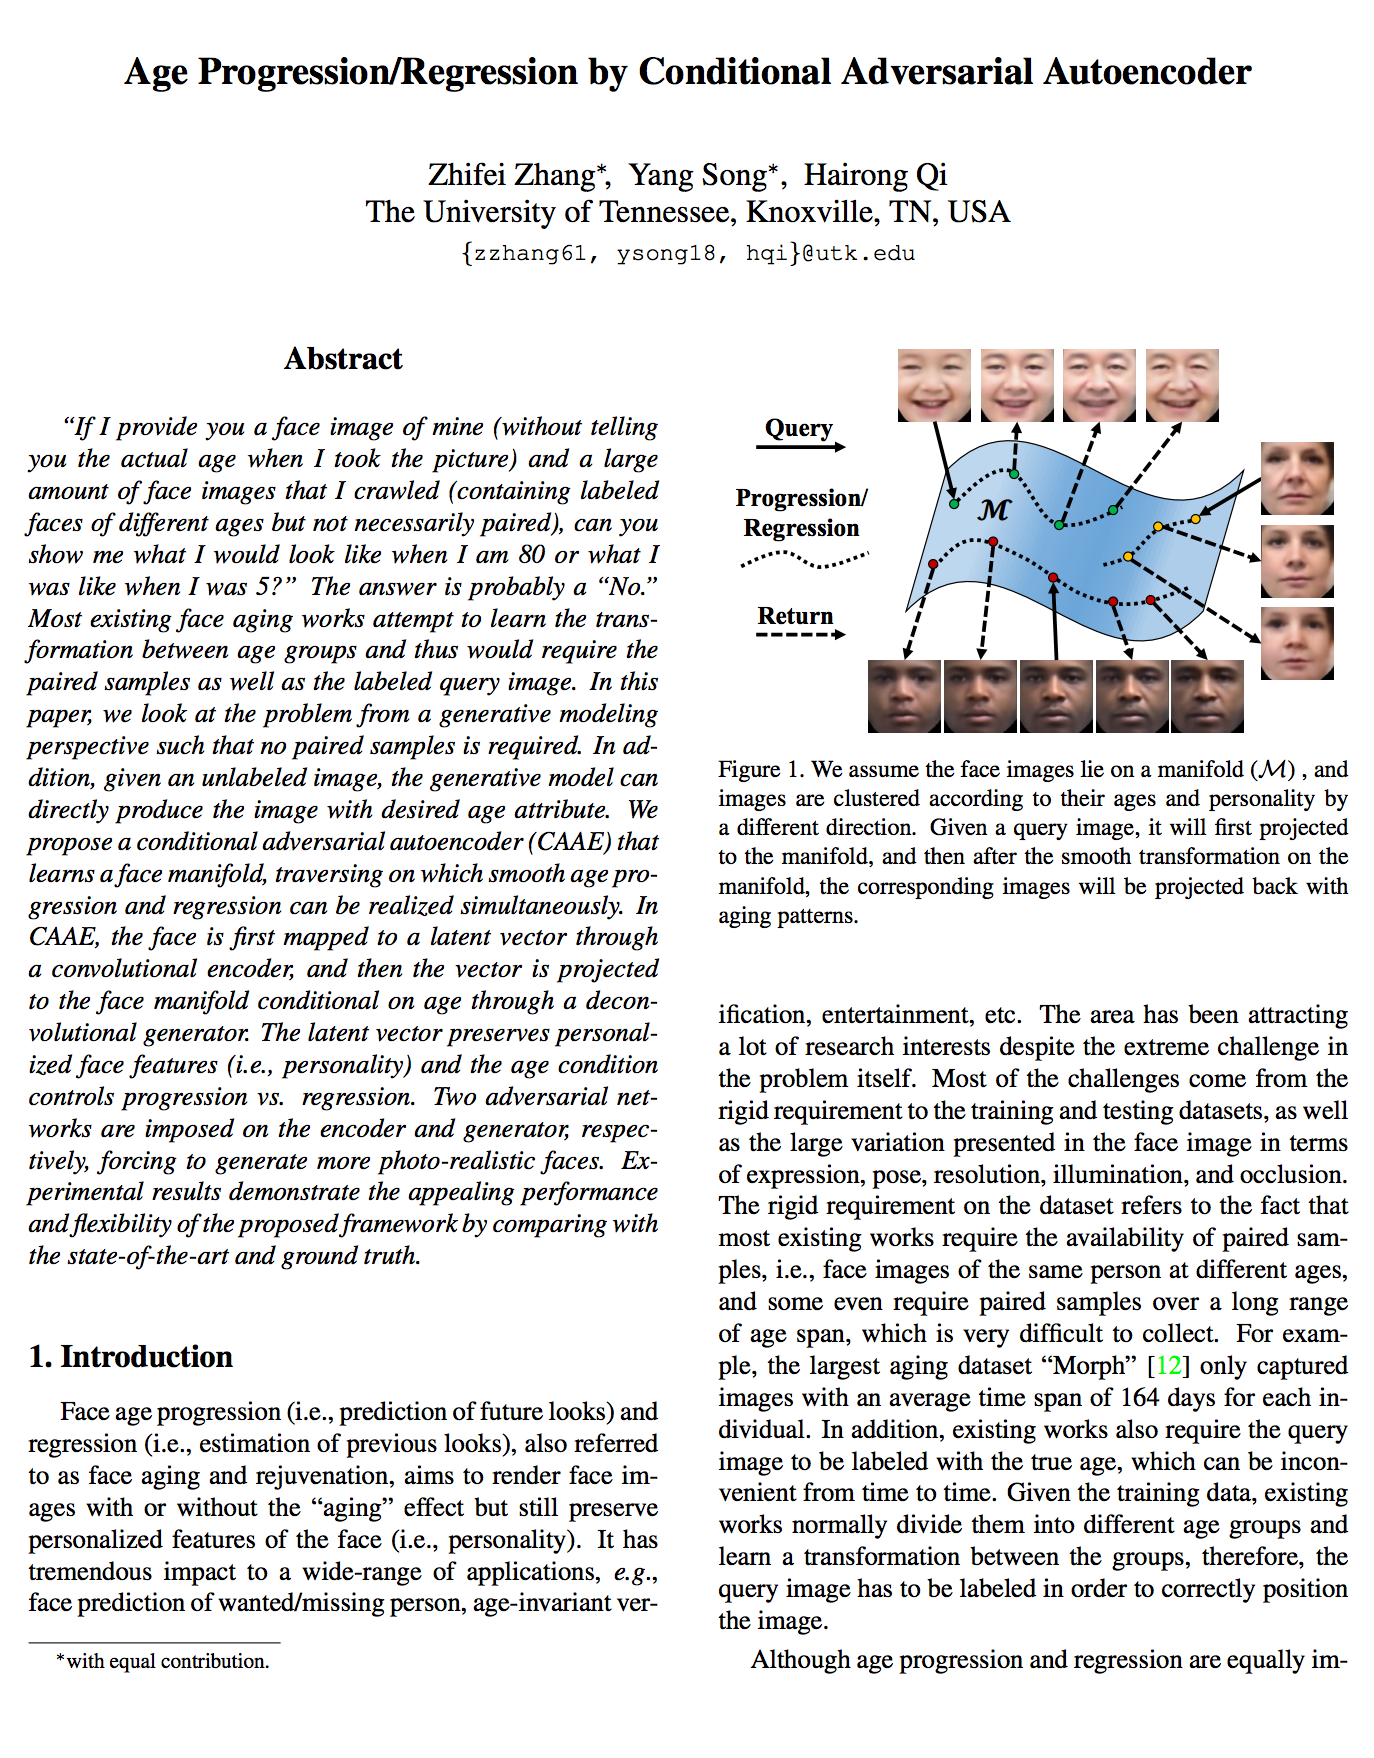 Age Progression/Regression by Conditional Adversarial Autoencoder
Zhifei Zhang*, Yang Song*, Hairong Qi
The University of Tennessee, Knoxville, TN, USA
{zzhang61, ysong18, hqi}@utk.edu
Abstract
“If I provide you a face image of mine (without telling
you the actual age when I took the picture) and a large
amount of face images that I crawled (containing labeled
faces of different ages but not necessarily paired), can you
show me what I would look like when I am 80 or what I
was like when I was 5?” The answer is probably a “No.”
Most existing face aging works attempt to learn the trans-
formation between age groups and thus would require the
paired samples as well as the labeled query image. In this
paper, we look at the problem from a generative modeling
perspective such that no paired samples is required. In ad-
dition, given an unlabeled image, the generative model can
directly produce the image with desired age attribute. We
propose a conditional adversarial autoencoder (CAAE) that
learns a face manifold, traversing on which smooth age pro-
gression and regression can be realized simultaneously. In
CAAE, the face is first mapped to a latent vector through
a convolutional encoder, and then the vector is projected
to the face manifold conditional on age through a decon-
volutional generator. The latent vector preserves personal-
ized face features (i.e., personality) and the age condition
controls progression vs. regression. Two adversarial net-
works are imposed on the encoder and generator, respec-
tively, forcing to generate more photo-realistic faces. Ex-
perimental results demonstrate the appealing performance
and flexibility of the proposed framework by comparing with
the state-of-the-art and ground truth.
1. Introduction
Face age progression (i.e., prediction of future looks) and
regression (i.e., estimation of previous looks), also referred
to as face aging and rejuvenation, aims to render face im-
ages with or without the “aging” effect but still preserve
personalized features of the face (i.e., personality). It has
tremendous impact to a wide-range of applications, e.g.,
face prediction of wanted/missing person, age-invariant ver-
*with equal contribution.
Query
Progression/
Regression
Return
M
Figure 1. We assume the face images lie on a manifold (M) , and
images are clustered according to their ages and personality by
a different direction. Given a query image, it will first projected
to the manifold, and then after the smooth transformation on the
manifold, the corresponding images will be projected back with
aging patterns.
ification, entertainment, etc. The area has been attracting
a lot of research interests despite the extreme challenge in
the problem itself. Most of the challenges come from the
rigid requirement to the training and testing datasets, as well
as the large variation presented in the face image in terms
of expression, pose, resolution, illumination, and occlusion.
The rigid requirement on the dataset refers to the fact that
most existing works require the availability of paired sam-
ples, i.e., face images of the same person at different ages,
and some even require paired samples over a long range
of age span, which is very difficult to collect. For exam-
ple, the largest aging dataset “Morph” [12] only captured
images with an average time span of 164 days for each in-
dividual. In addition, existing works also require the query
image to be labeled with the true age, which can be incon-
venient from time to time. Given the training data, existing
works normally divide them into different age groups and
learn a transformation between the groups, therefore, the
query image has to be labeled in order to correctly position
the image.
Although age progression and regression are equally im-